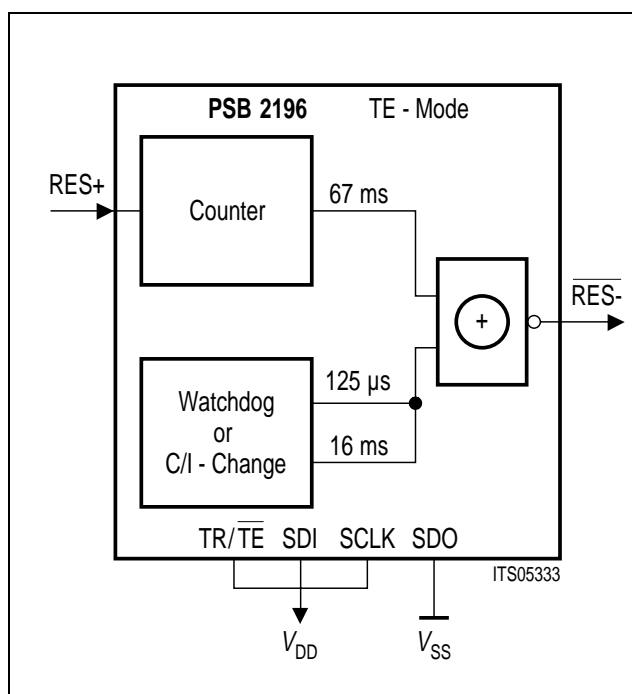 PSB 2196 TE - Mode
RES+
Counter
67 ms
+
RES-
Watchdog
or
C/I - Change
125 µs
16 ms
TR/TE SDI SCLK SDO
ITS05333
VDD
VSS